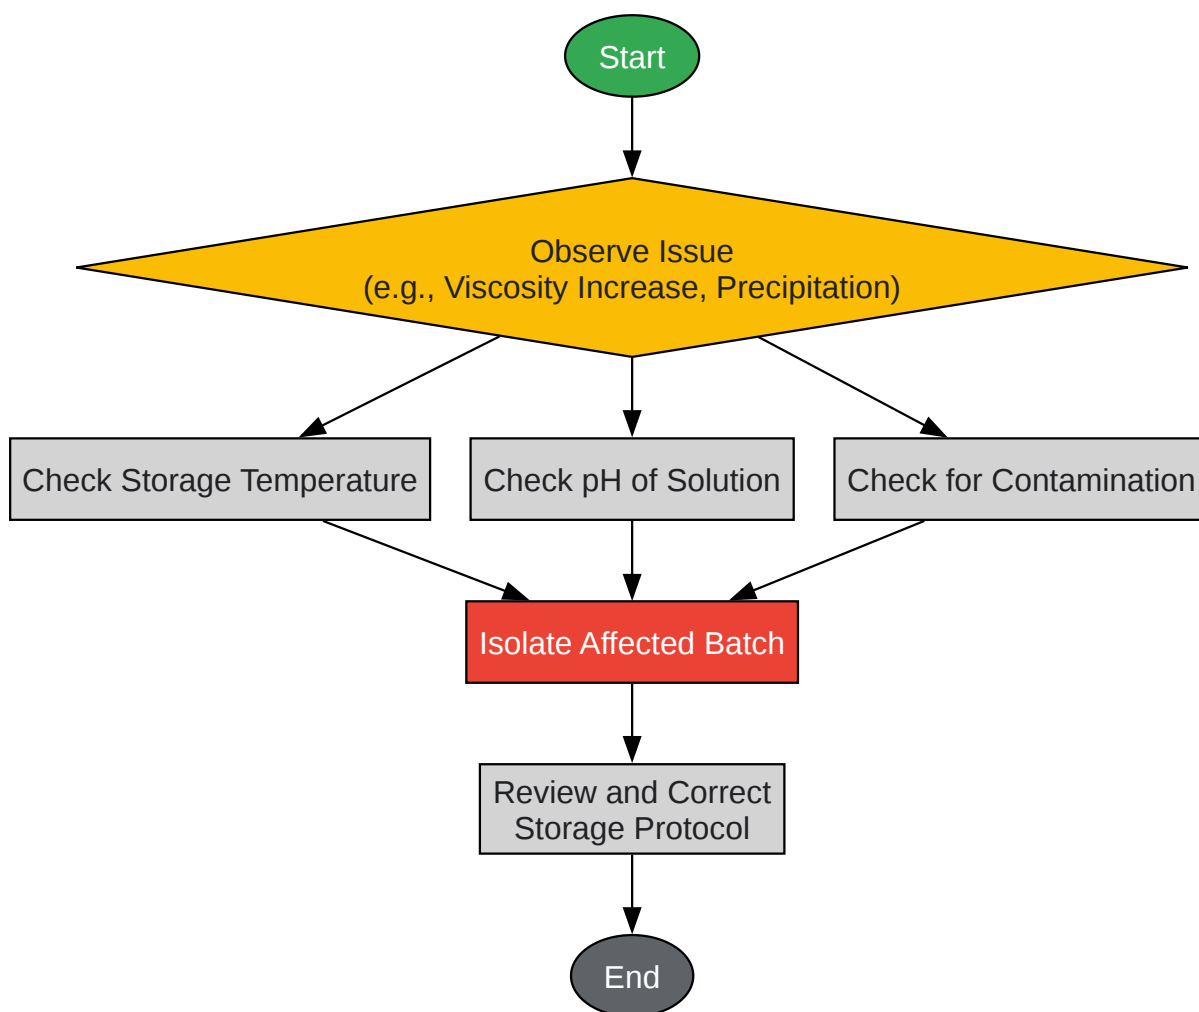 Start
Observe Issue
(e.g., Viscosity Increase, Precipitation)
Check Storage Temperature
Check pH of Solution
Check for Contamination
Isolate Affected Batch
Review and Correct
Storage Protocol
End